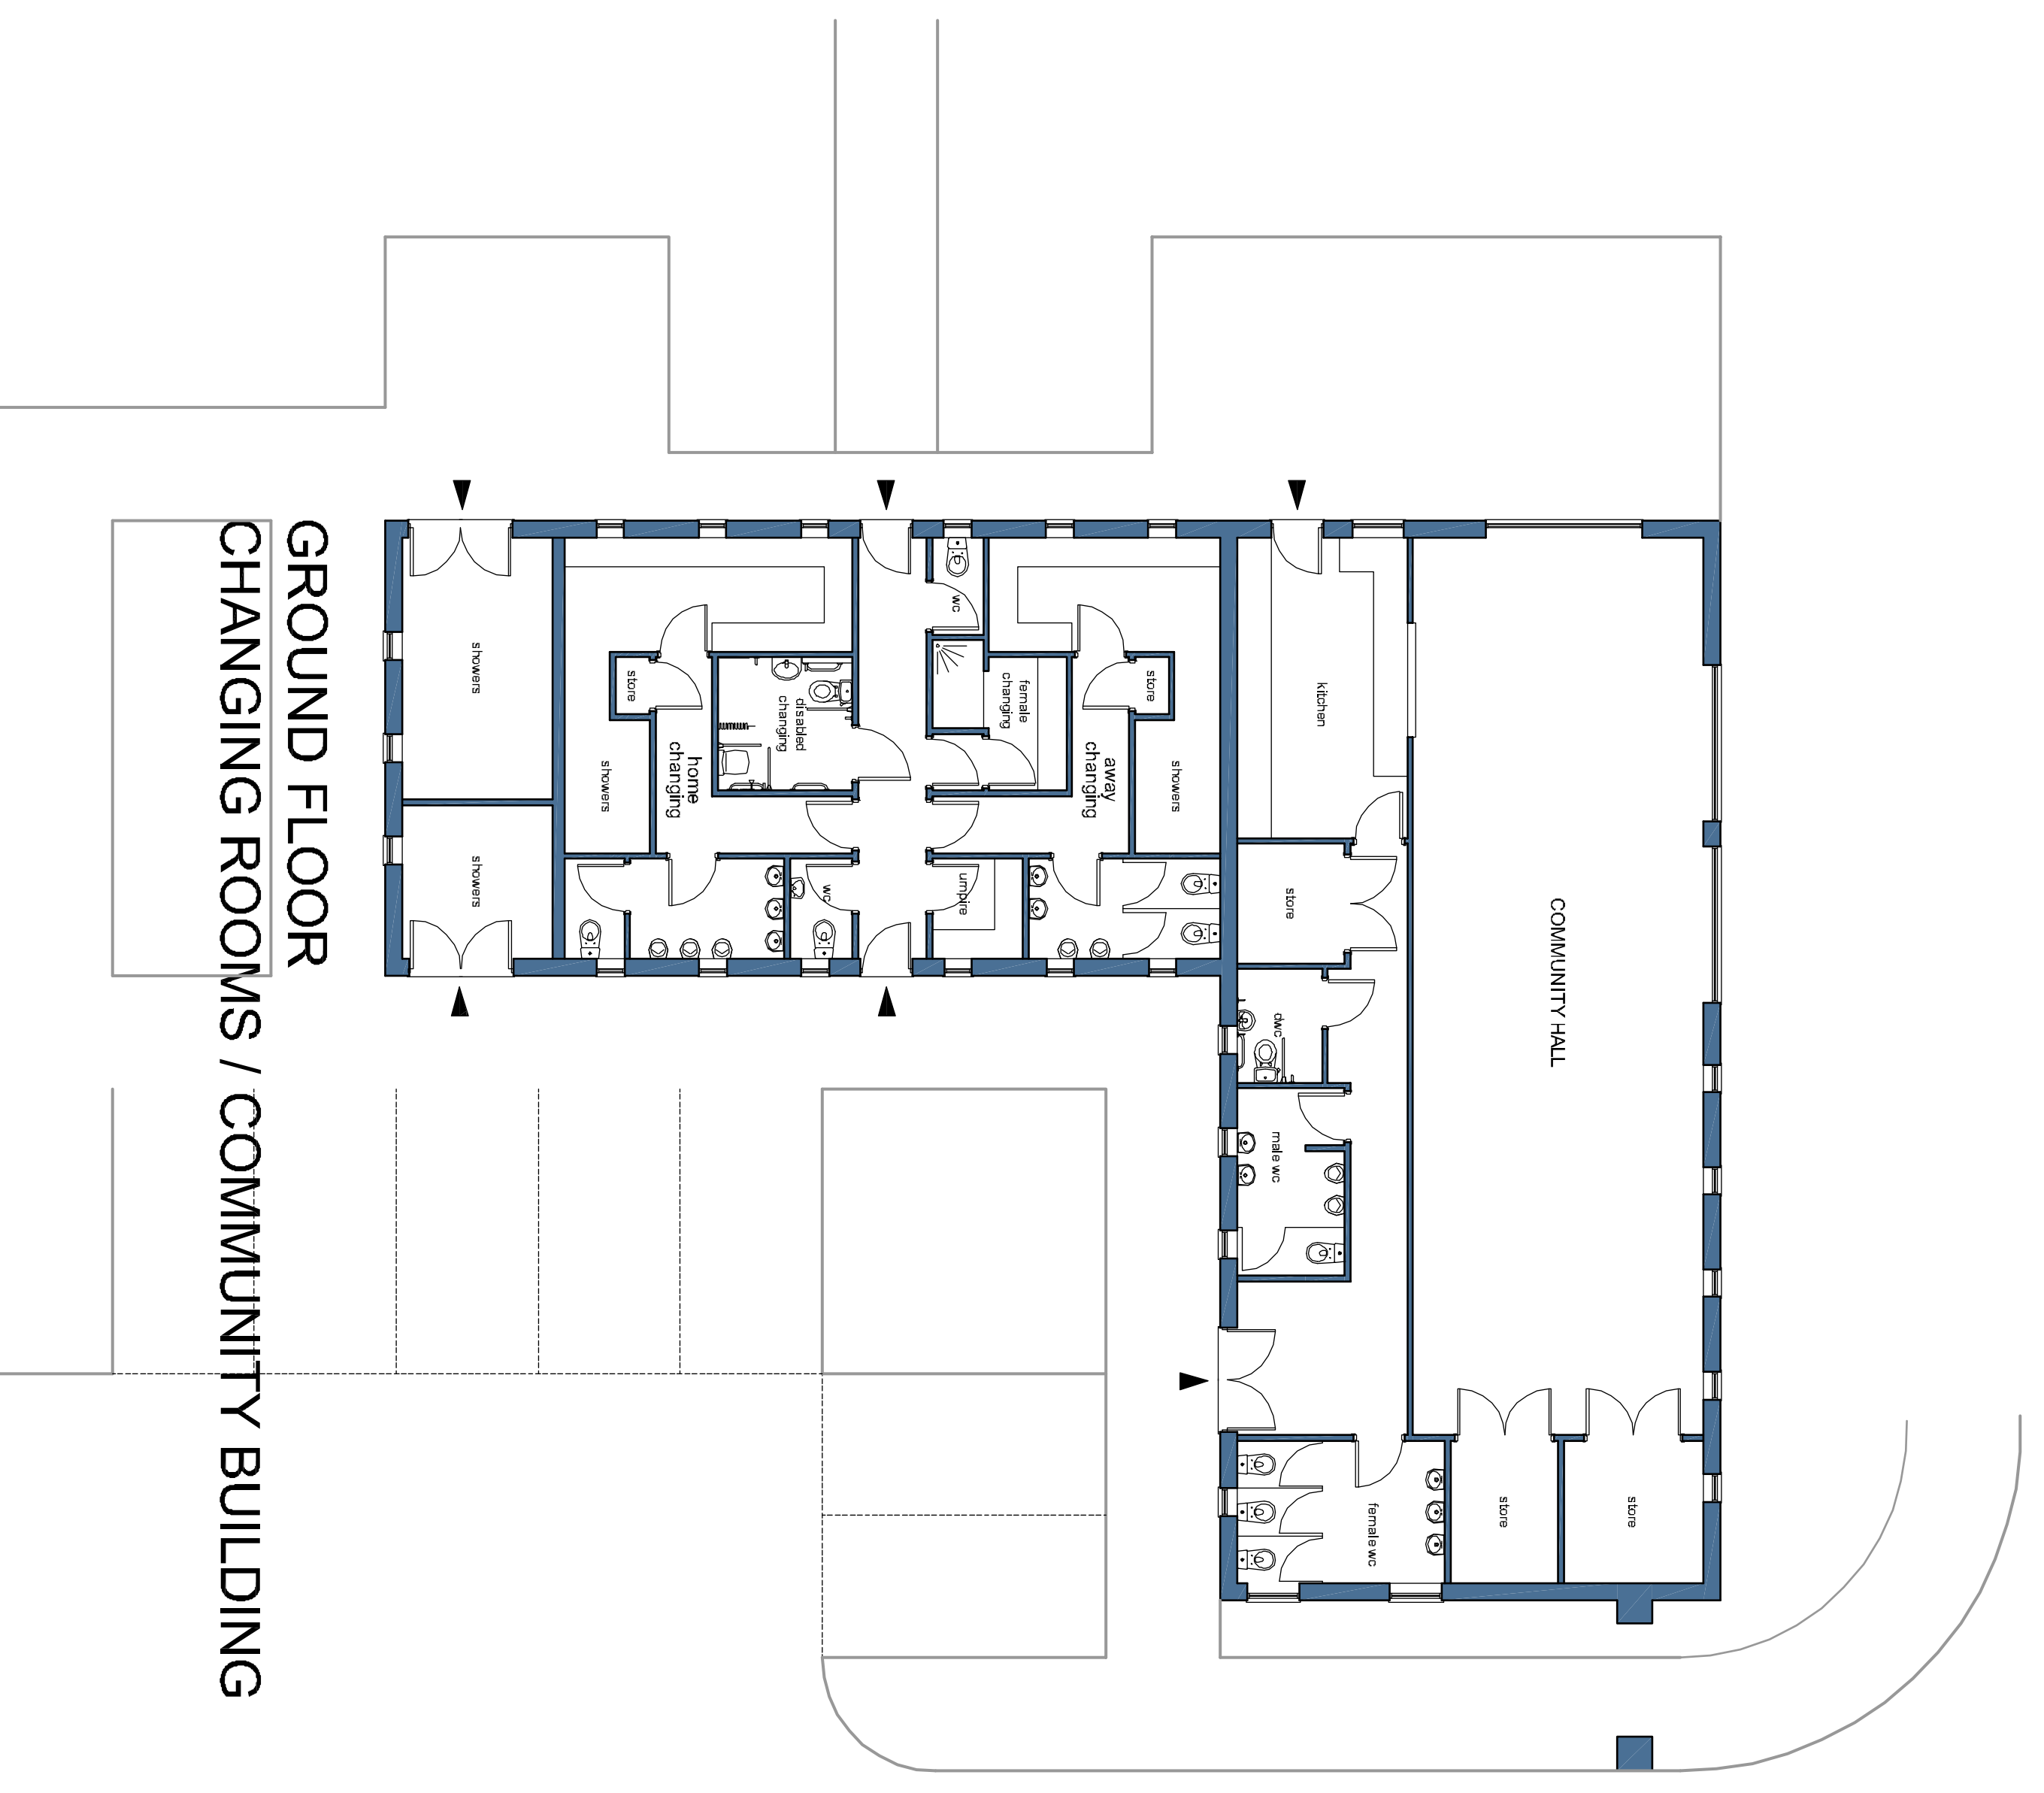 GROUND FLOOR
CHANGING ROOMS / COMMUNITY BUILDING
COMMUNITY HALL
kitchen
store
dwc
male wc
female wc
store
store
showers
store
away
changing
female
changing
wc
umpire
wc
disabled
changing
home
changing
store
showers
showers
showers